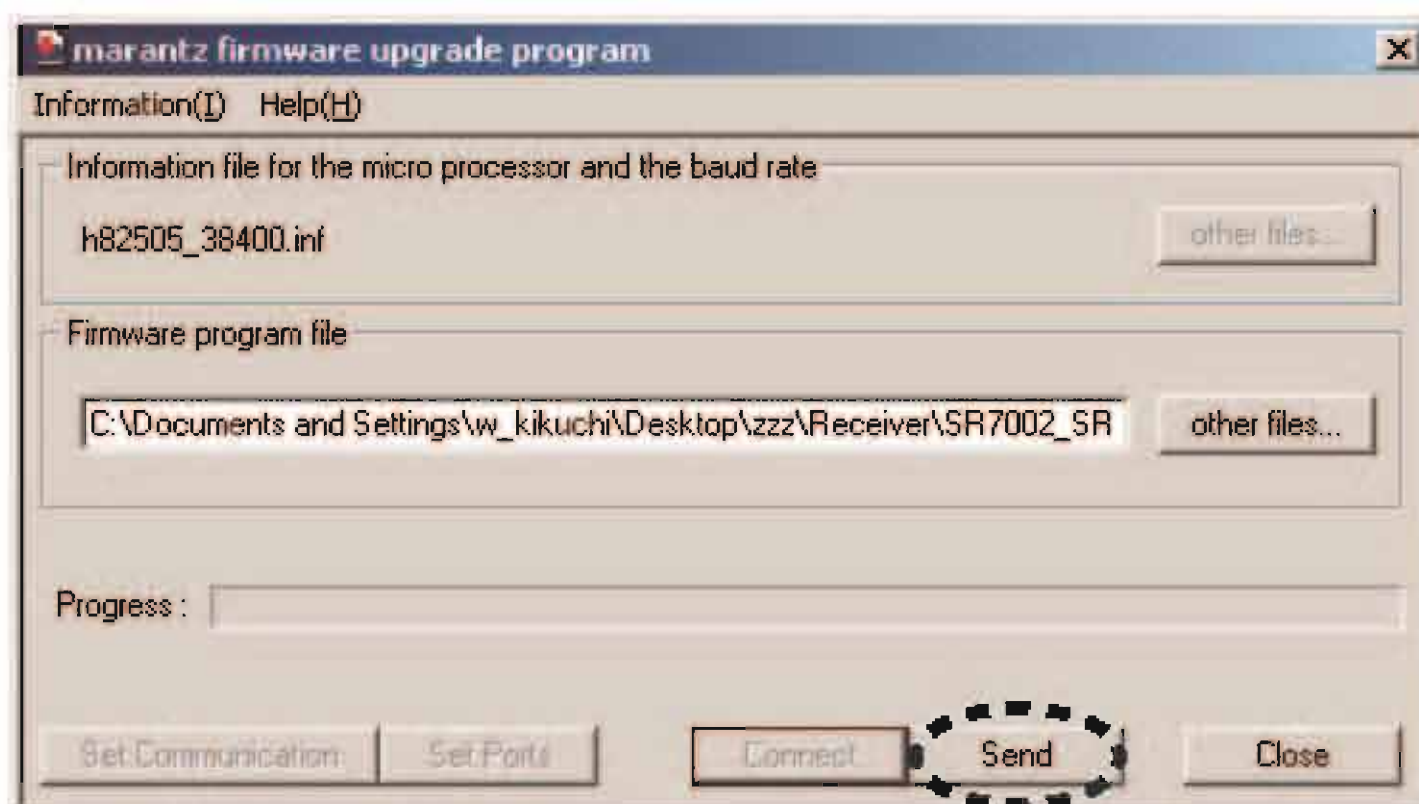 marantz firmware upgrade program
Information(I) Help(H)
Information file for the micro processor and the baud rate
h82505_38400.inf
other files...
Firmware program file
C:\Documents and Settings\w_kikuchi\Desktop\zzz\Receiver\SR7002_SR
other files...
Progress :
Set Communication
Set Ports
Connect
Send
Close